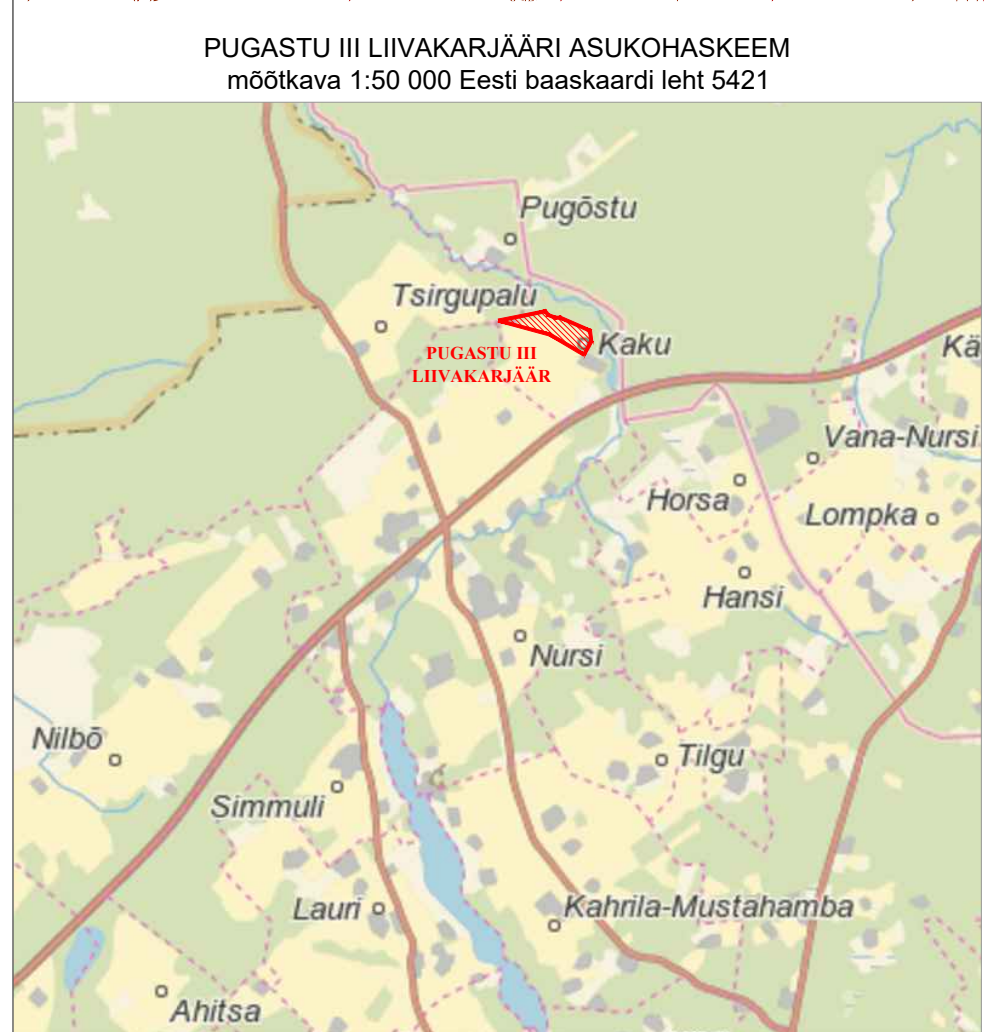 PUGASTU III LIIVAKARJÄÄRI ASUKOHASKEEM
mõõtkava 1:50 000 Eesti baaskaardi leht 5421
Pugõstu
Tsirgupalu
Kaku
Kä
PUGASTU III
LIIVAKARJÄÄR
Vana-Nursi
Horsa
Lompka
Hansi
Nursi
Nilbõ
Tilgu
Simmuli
Lauri
Kahrila-Mustahamba
Ahitsa